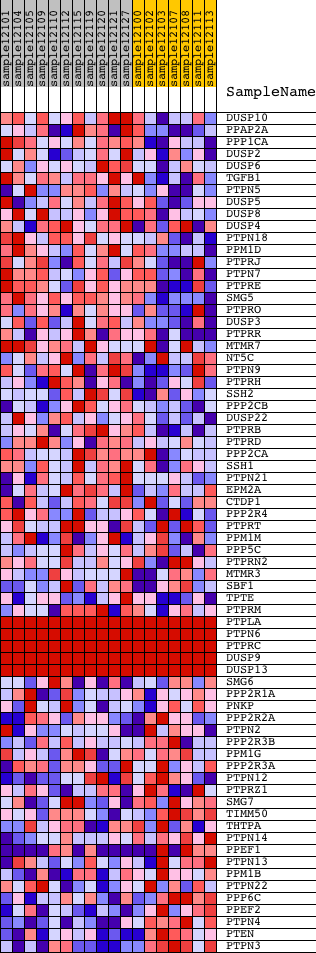 sample12101
sample12104
sample12105
sample12109
sample12110
sample12112
sample12115
sample12120
sample12127
sample12100
sample12102
sample12103
sample12107
sample12108
sample12111
SampleName
DUSP10
PPAP2A
PPP1CA
DUSP2
DUSP6
TGFB1
PTPN5
DUSP5
DUSP8
DUSP4
PTPN18
PPM1D
PTPRJ
PTPN7
PTPRE
SMG5
PTPRO
DUSP3
PTPRR
MTMR7
NT5C
PTPN9
PTPRH
SSH2
PPP2CB
DUSP22
PTPRB
PTPRD
PPP2CA
SSH1
PTPN21
EPM2A
CTDP1
PPP2R4
PTPRT
PPM1M
PPP5C
PTPRN2
MTMR3
SBF1
TPTE
PTPRM
PTPLA
PTPN6
PTPRC
DUSP9
DUSP13
SMG6
PPP2R1A
PNKP
PPP2R2A
PTPN2
PPP2R3B
PPM1G
PPP2R3A
PTPN12
PTPRZ1
SMG7
TIMM50
THTPA
PTPN14
PPEF1
PTPN13
PPM1B
PTPN22
PPP6C
PPEF2
PTPN4
PTEN
PTPN3